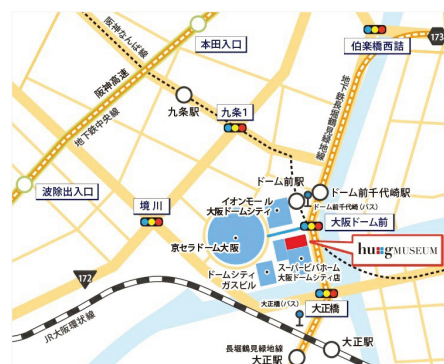 阪神なんば線
本田入口
伯楽橋西詰
173
阪神高速
地下鉄中央線
九条駅
九条1
地下鉄長堀鶴見緑地線
波除出入口
境川
ドーム前駅
ドーム前千代崎駅
ドーム前千代崎(バス)
イオンモール
大阪ドームシティ
大阪ドーム前
京セラドーム大阪
hu+g MUSEUM
スーパービバホーム
大阪ドームシティ店
ドームシティ
ガスビル
172
大正橋(バス)
大正橋
JR大阪環状線
大正駅
長堀鶴見緑地線
大正駅